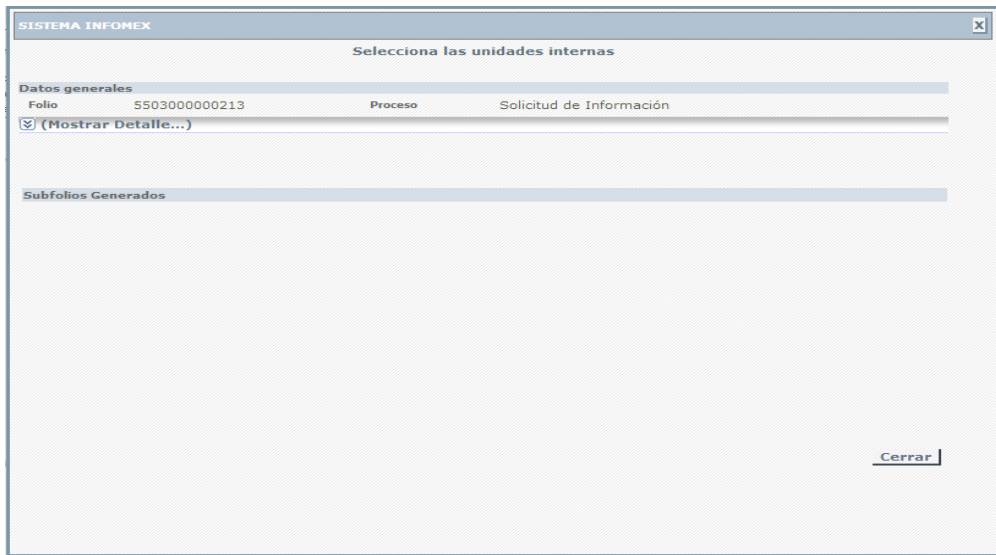 SISTEMA INFOMEX X
Selecciona las unidades internas
Datos generales
Folio 5503000000213 Proceso Solicitud de Información
(Mostrar Detalle...)
Subfolios Generados
Cerrar